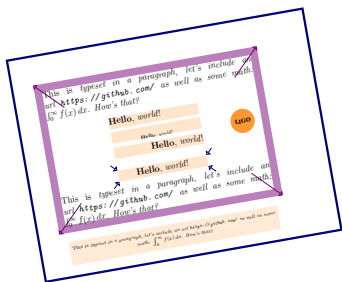 This is typeset in a paragraph, let's include an
url https://github.com/ as well as some math:
∫₀^∞ f(x) dx. How's that?
Hello, world!
Hello, world!
Hello, world!
LIGO
Hello, world!
This is typeset in a paragraph, let's include an
url https://github.com/ as well as some math:
∫₀^∞ f(x) dx. How's that?
This is typeset in a paragraph, let's include an url https://github.com/ as well as some
math: ∫₀^∞ f(x) dx. How's that?